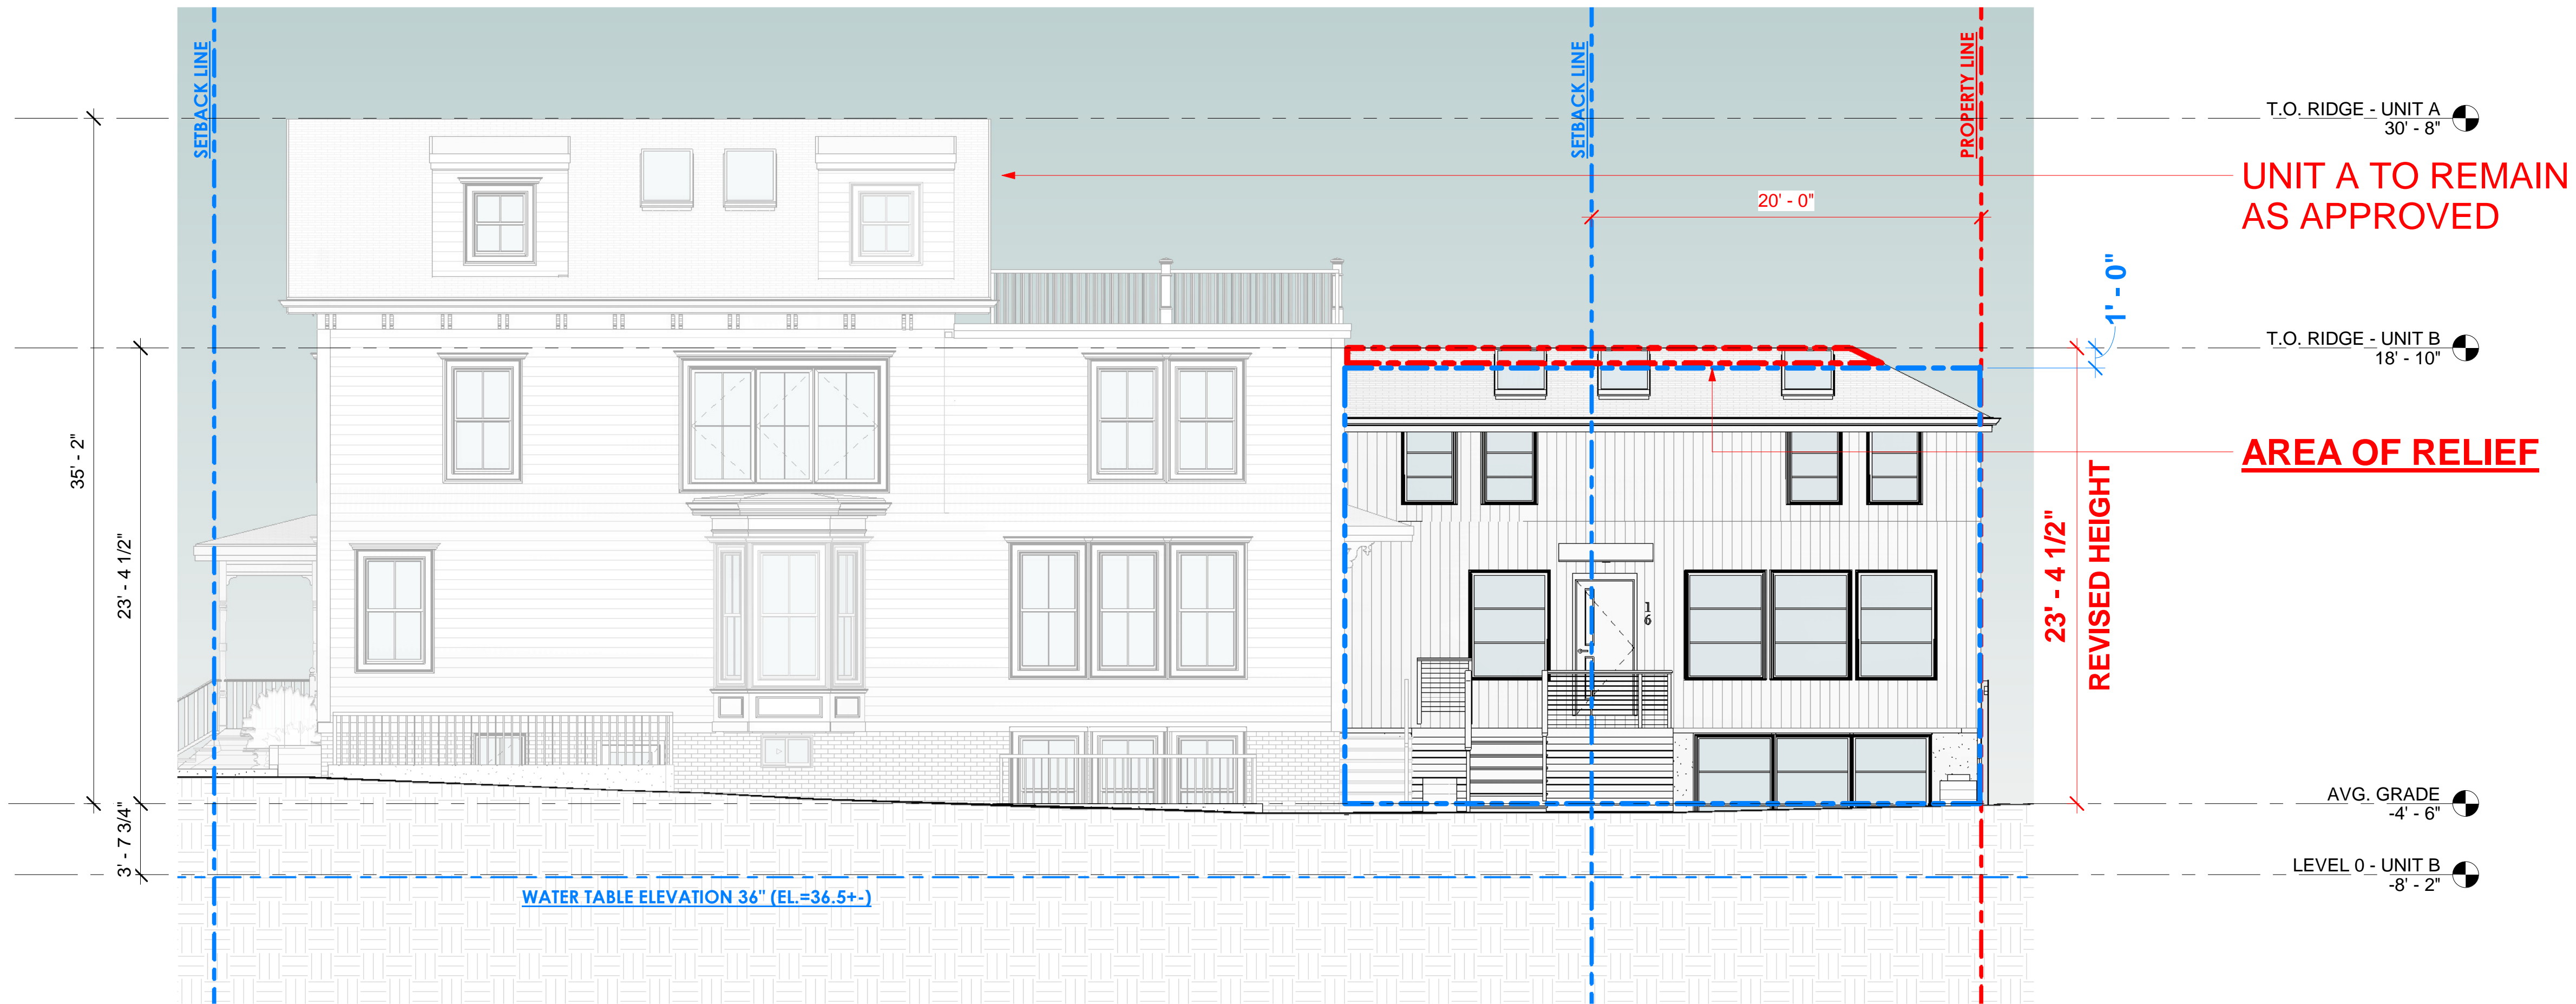 SETBACK LINE
SETBACK LINE
PROPERTY LINE
T.O. RIDGE - UNIT A
30' - 8"
UNIT A TO REMAIN
AS APPROVED
20' - 0"
1' - 0"
T.O. RIDGE - UNIT B
18' - 10"
AREA OF RELIEF
35' - 2"
23' - 4 1/2"
23' - 4 1/2"
REVISED HEIGHT
1
6
AVG. GRADE
-4' - 6"
3' - 7 3/4"
LEVEL 0 - UNIT B
-8' - 2"
WATER TABLE ELEVATION 36" (EL.=36.5+-)